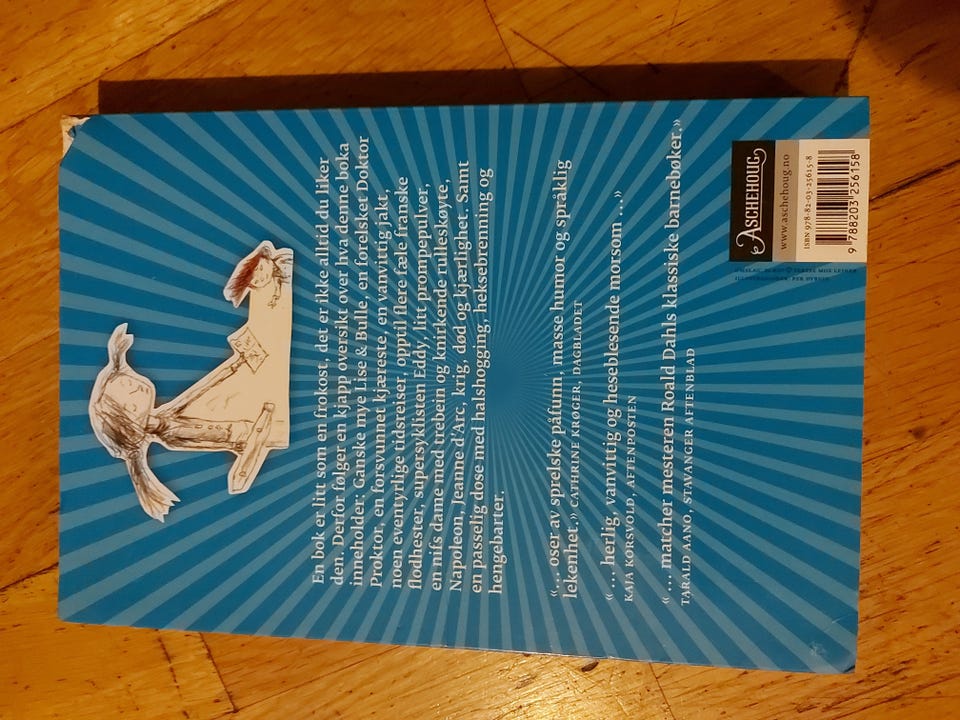 En bok er litt som en frokost, det er ikke alltid du liker
den. Derfor følger en kjapp oversikt over hva denne boka
inneholder: Ganske mye Lise & Bulle, en forelsket Doktor
Proktor, en forsvunnet kjæreste, en vanvittig jakt,
noen eventyrlige tidsreiser, opptil flere fæle franske
flodhester, supersyklisten Eddy, litt prompepulver,
en nifs dame med trebein og knirkende rulleskøyte,
Napoleon, Jeanne d'Arc, krig, død og kjærlighet. Samt
en passelig dose med halshogging, heksebrenning og
hengebarter.
«... oser av sprelske påfunn, masse humor og språklig
lekenhet.» CATHRINE KRØGER, DAGBLADET
«... herlig, vanvittig og heseblesende morsom ...»
KAJA KORSVOLD, AFTENPOSTEN
«... matcher mesteren Roald Dahls klassiske barnebøker.»
TARALD AANO, STAVANGER AFTENBLAD
ASCHEHOUG
www.aschehoug.no
ISBN 978-82-03-25615-8
9 788203 256158